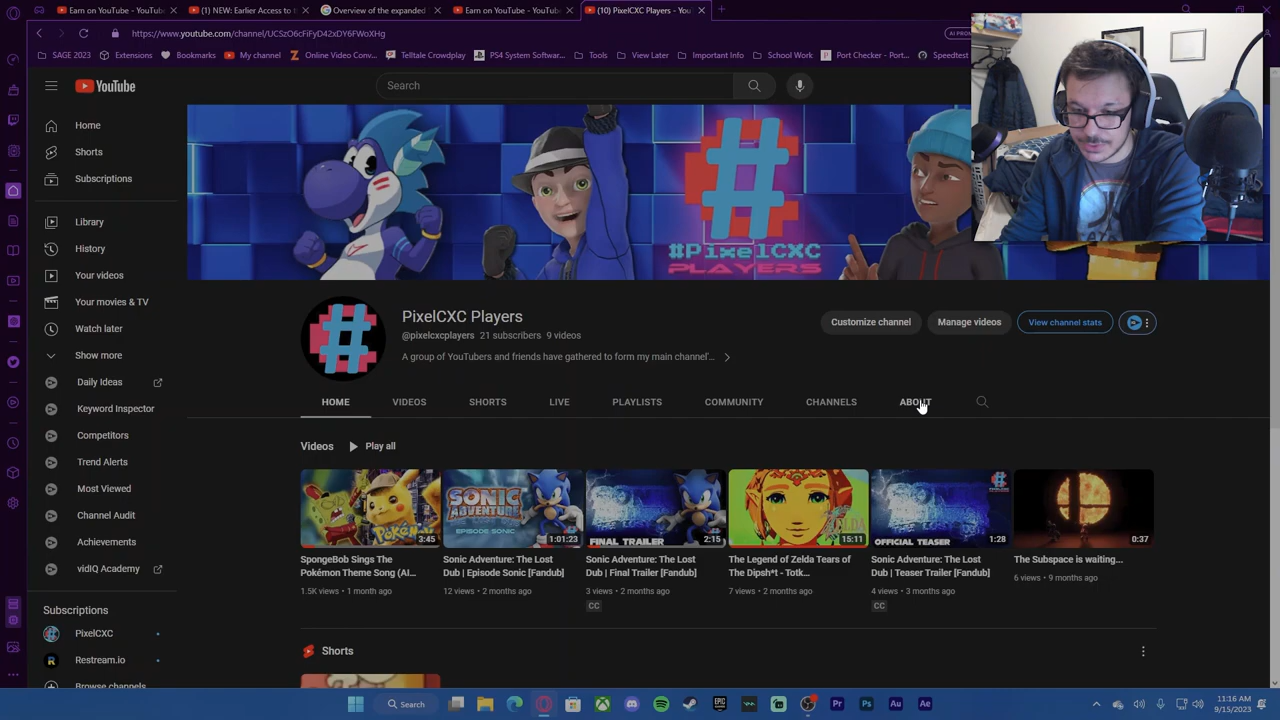 Earn on YouTube - YouTub
(1) NEW: Earlier Access to
Overview of the expanded
Earn on YouTube - YouTub
(10) PixelCXC Players - You
https://www.youtube.com/channel/
SAGE 2023
Extensions
Bookmarks
My channel
Online Video Conv...
Telltale Dreadfully...
PS4 System Softwar...
Tools
View Later
Important Info
School Work
Port Checker - Port...
Speedtest
YouTube
Search
Home
Shorts
Subscriptions
Library
History
Your videos
Your movies & TV
Watch later
Show more
Daily Ideas
Keyword Inspector
Competitors
Trend Alerts
Most Viewed
Channel Audit
Achievements
vidIQ Academy
Subscriptions
PixelCXC
Restream.io
Browse channels
#PixelCXC
PLAYERS
PixelCXC Players
@pixelcxcplayers 21 subscribers 9 videos
A group of YouTubers and friends have gathered to form my main channel'...
Customize channel
Manage videos
View channel stats
HOME
VIDEOS
SHORTS
LIVE
PLAYLISTS
COMMUNITY
CHANNELS
ABOUT
Videos
Play all
3:45
SpongeBob Sings The
Pokémon Theme Song (AI...
1.5K views • 1 month ago
SONIC
ADVENTURE
EPISODE SONIC
1:01:23
Sonic Adventure: The Lost
Dub | Episode Sonic [Fandub]
12 views • 2 months ago
FINAL TRAILER
2:15
Sonic Adventure: The Lost
Dub | Final Trailer [Fandub]
3 views • 2 months ago
CC
15:11
The Legend of Zelda Tears of
The Dipsh*t - Totk...
7 views • 2 months ago
OFFICIAL TEASER
1:28
Sonic Adventure: The Lost
Dub | Teaser Trailer [Fandub]
4 views • 3 months ago
CC
0:37
The Subspace is waiting...
6 views • 9 months ago
Shorts
Search
11:16 AM
9/15/2023